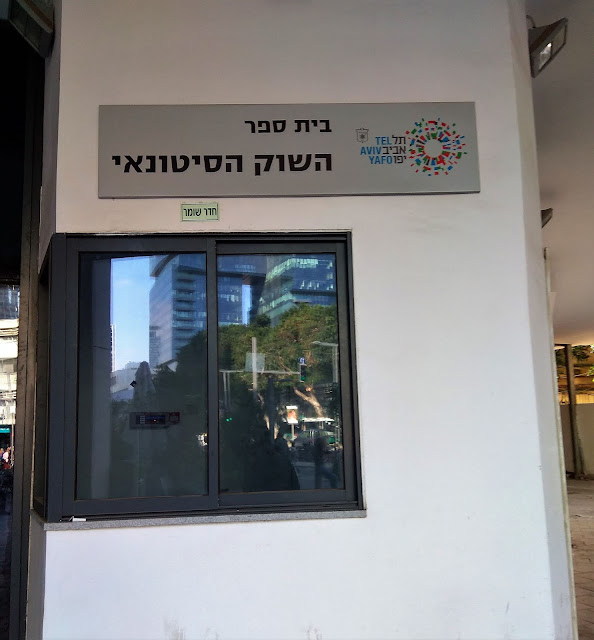 בית ספר
השוק הסיטונאי
תל TEL
אביב AVIV
יפו YAFO
חדר שומר